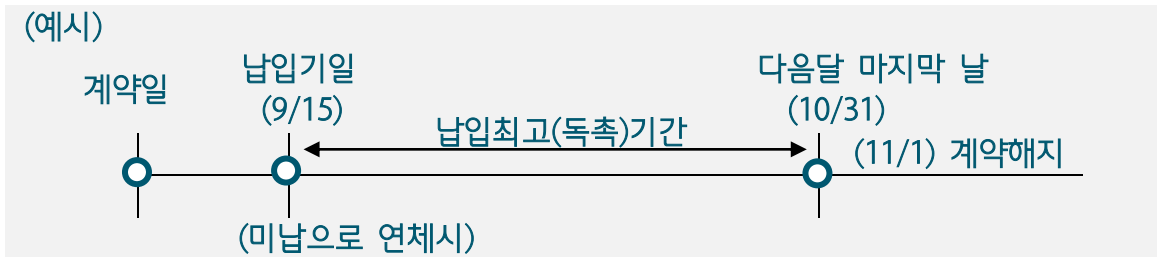 (예시)
계약일
납입기일
(9/15)
납입최고(독촉)기간
다음달 마지막 날
(10/31)
(11/1) 계약해지
(미납으로 연체시)